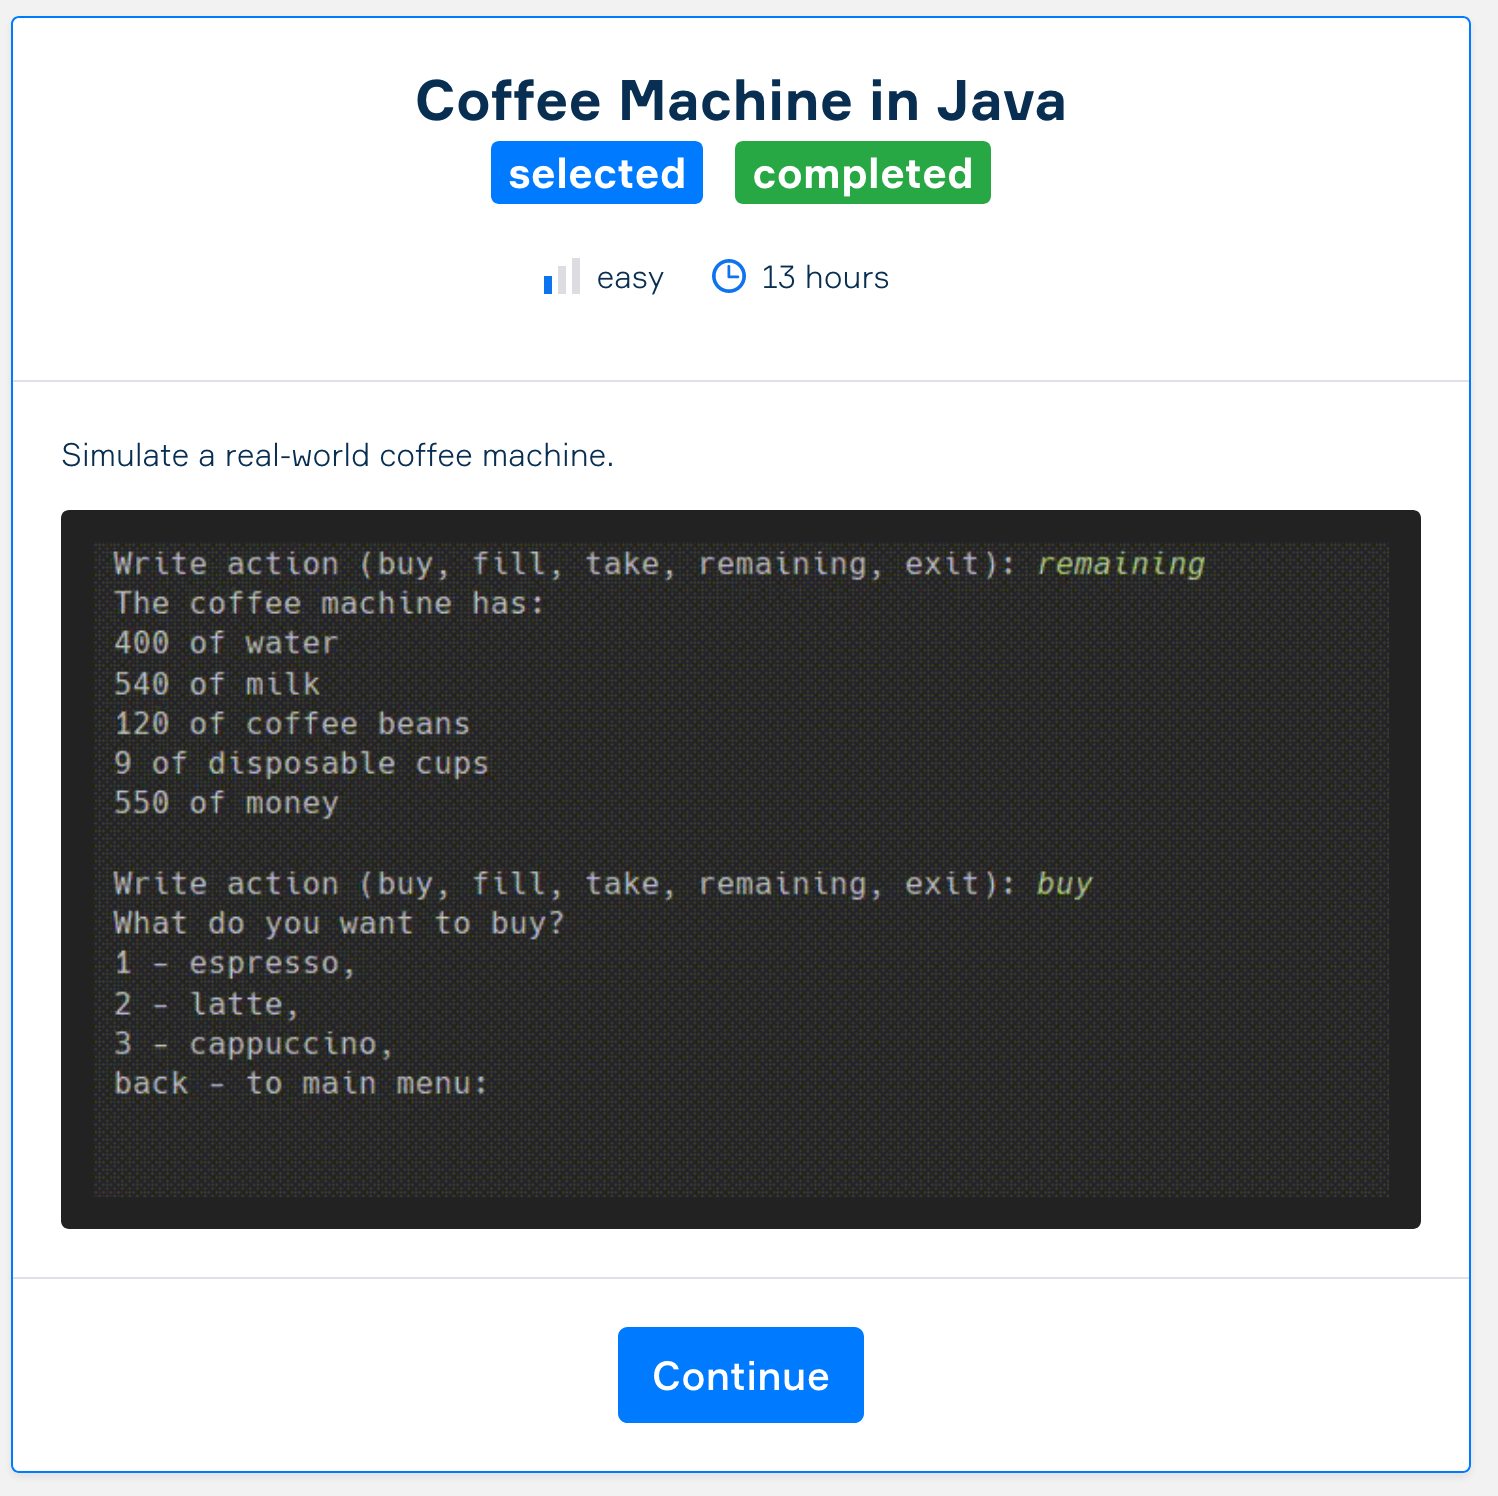 Coffee Machine in Java
selected completed
easy 13 hours
Simulate a real-world coffee machine.
Write action (buy, fill, take, remaining, exit): remaining
The coffee machine has:
400 of water
540 of milk
120 of coffee beans
9 of disposable cups
550 of money
Write action (buy, fill, take, remaining, exit): buy
What do you want to buy?
1 - espresso,
2 - latte,
3 - cappuccino,
back - to main menu:
Continue